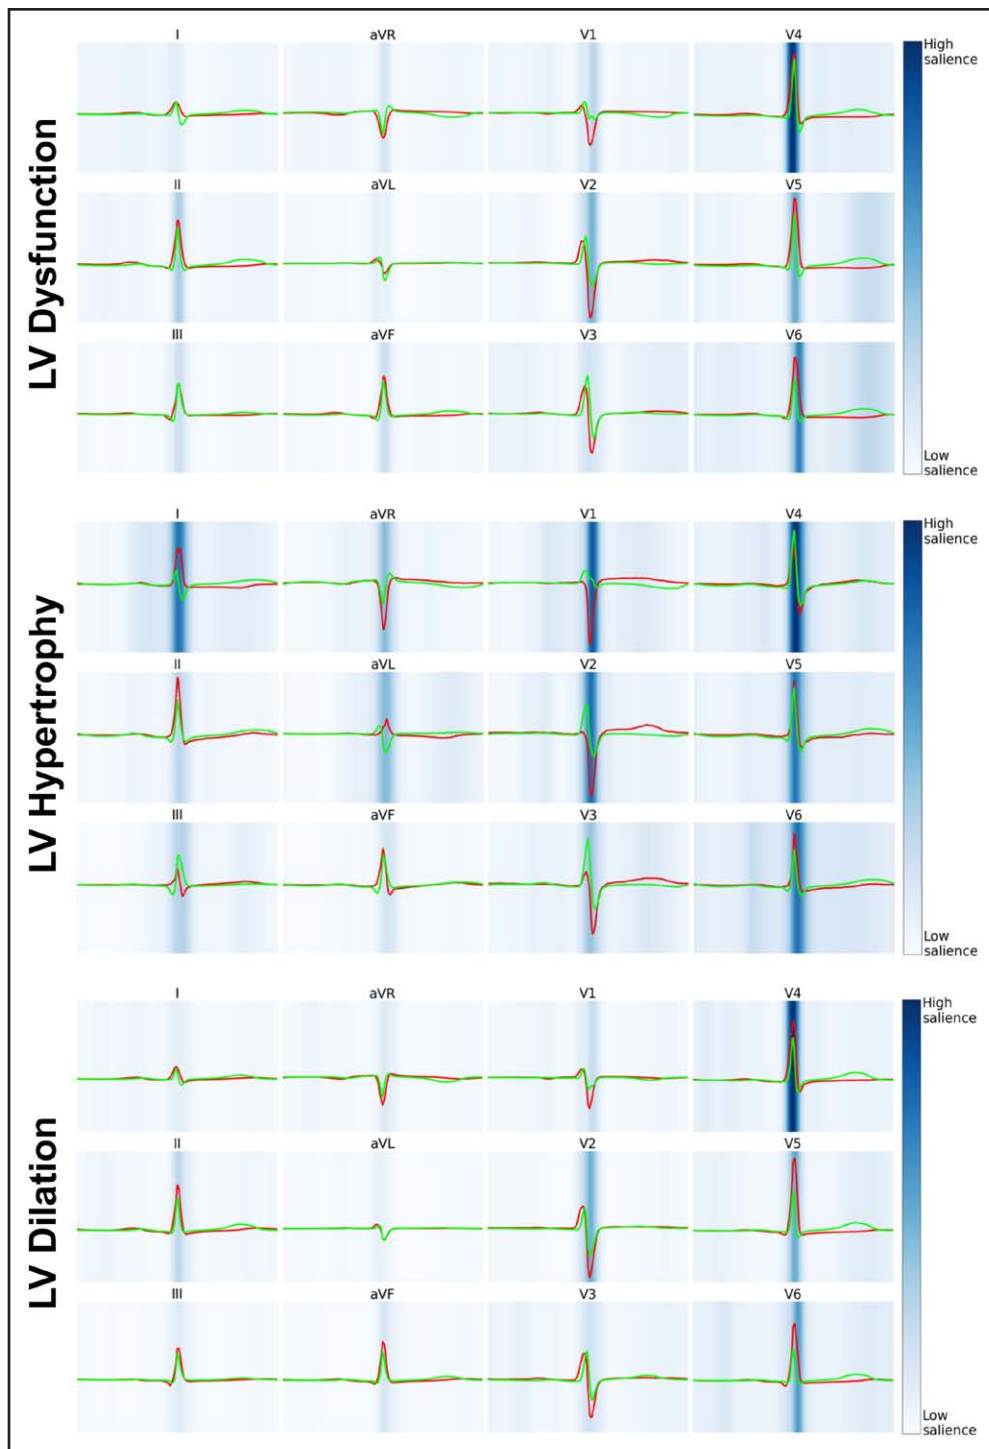 LV Dysfunction
I
aVR
V1
V4
High
salience
II
aVL
V2
V5
III
aVF
V3
V6
Low
salience
LV Hypertrophy
I
aVR
V1
V4
High
salience
II
aVL
V2
V5
III
aVF
V3
V6
Low
salience
LV Dilation
I
aVR
V1
V4
High
salience
II
aVL
V2
V5
III
aVF
V3
V6
Low
salience